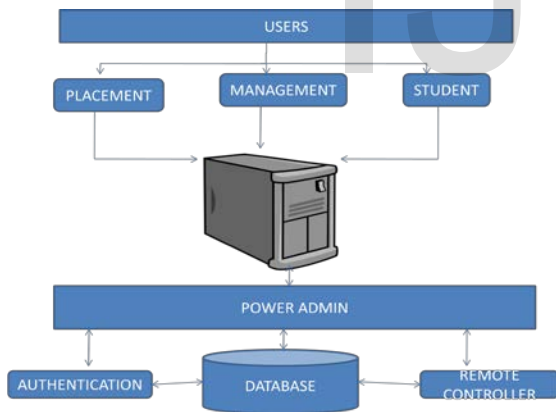 USERS
PLACEMENT
MANAGEMENT
STUDENT
POWER ADMIN
AUTHENTICATION
DATABASE
REMOTE
CONTROLLER